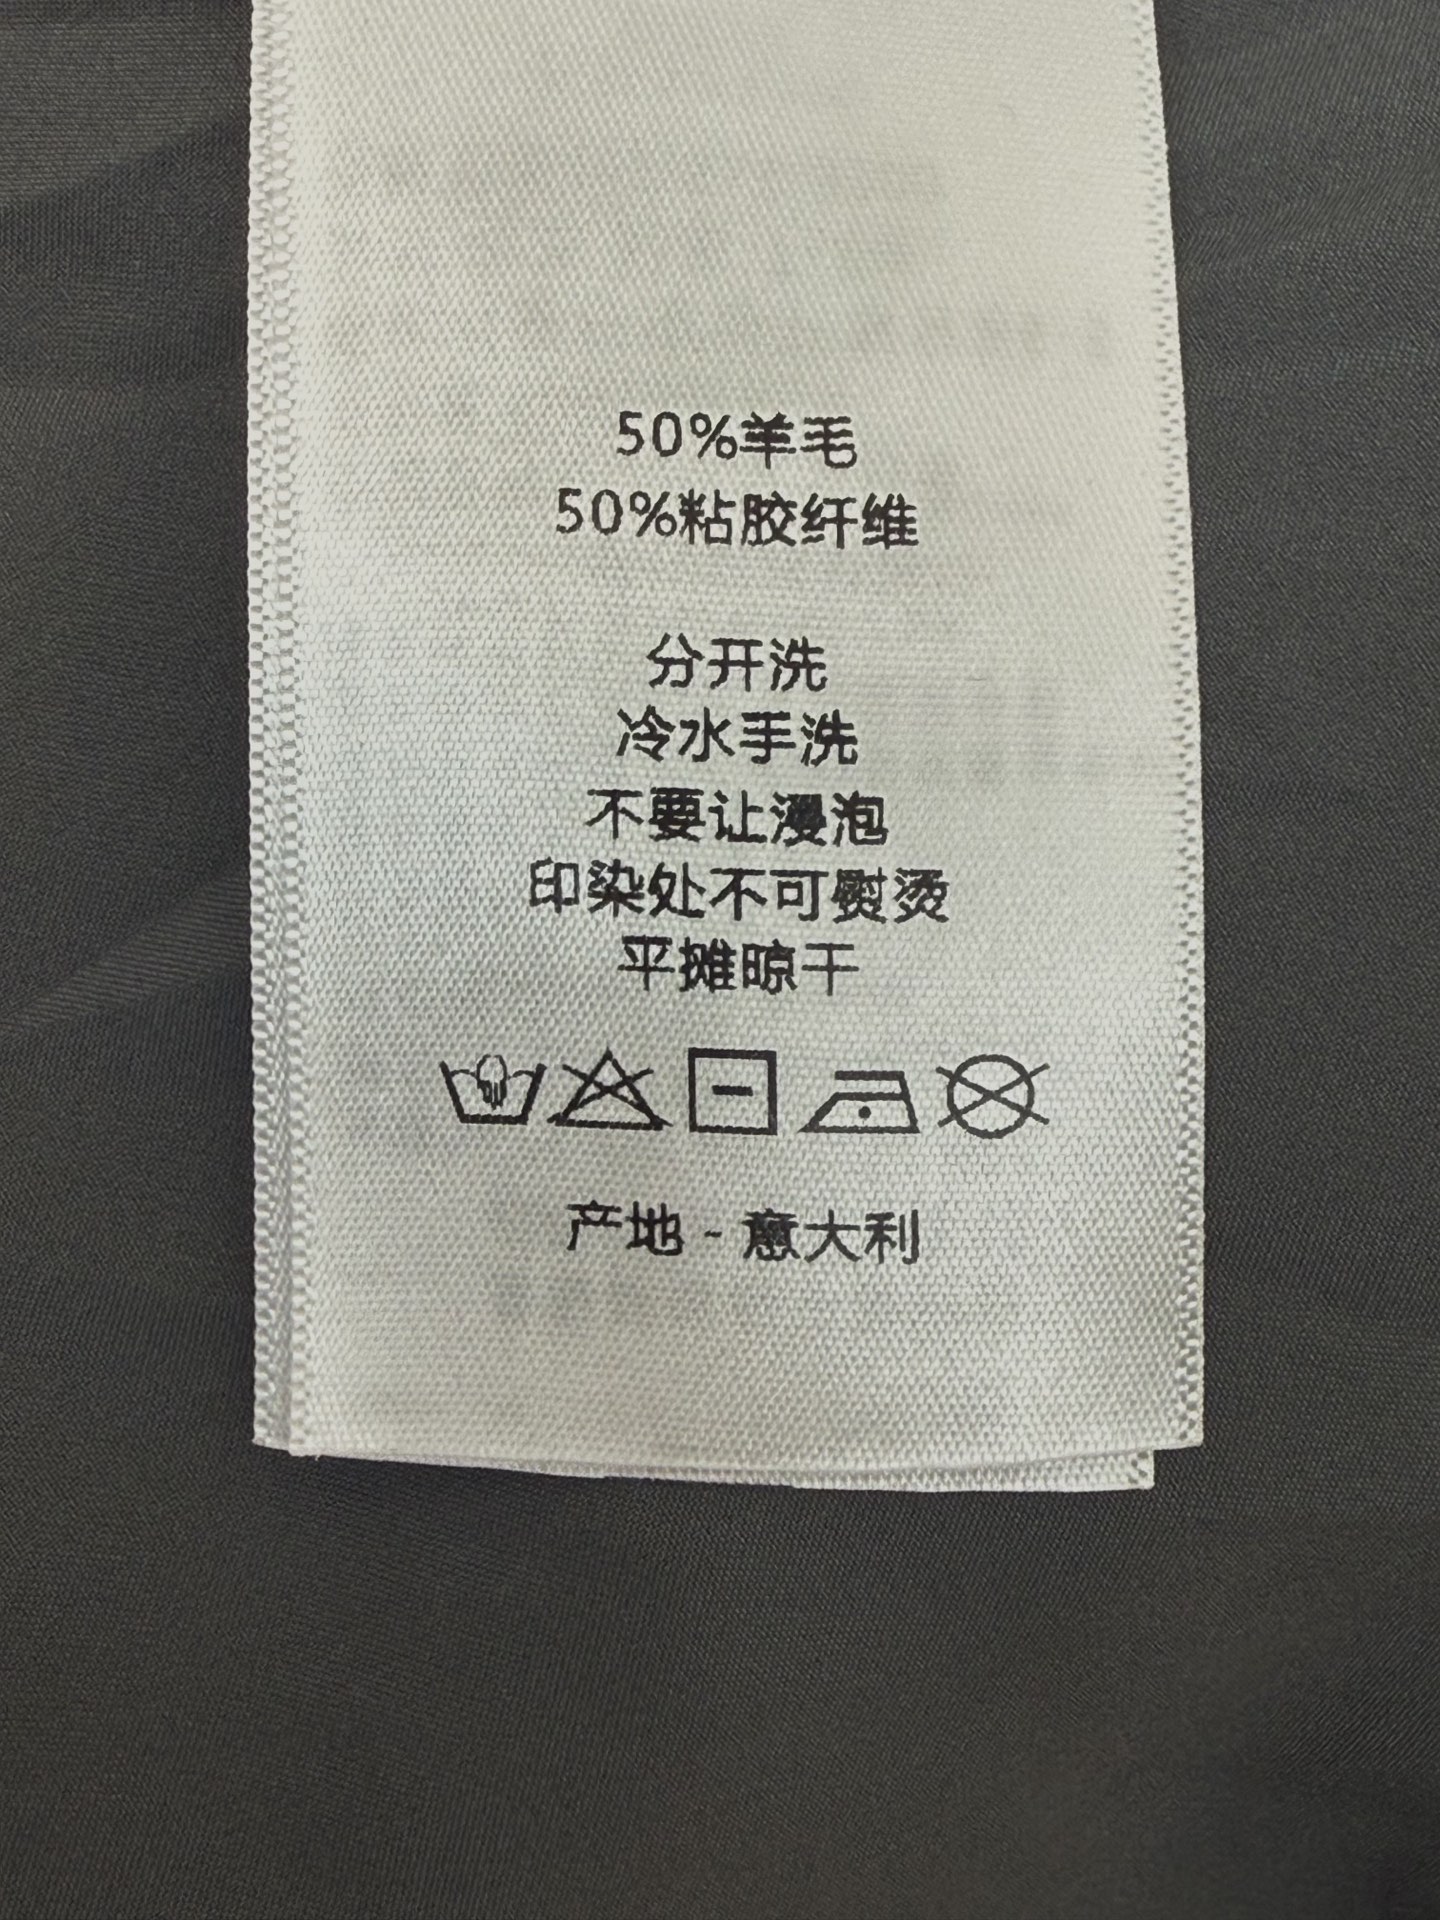 50%羊毛
50%粘胶纤维
分开洗
冷水手洗
不要让浸泡
印染处不可熨烫
平摊晾干
产地 - 意大利